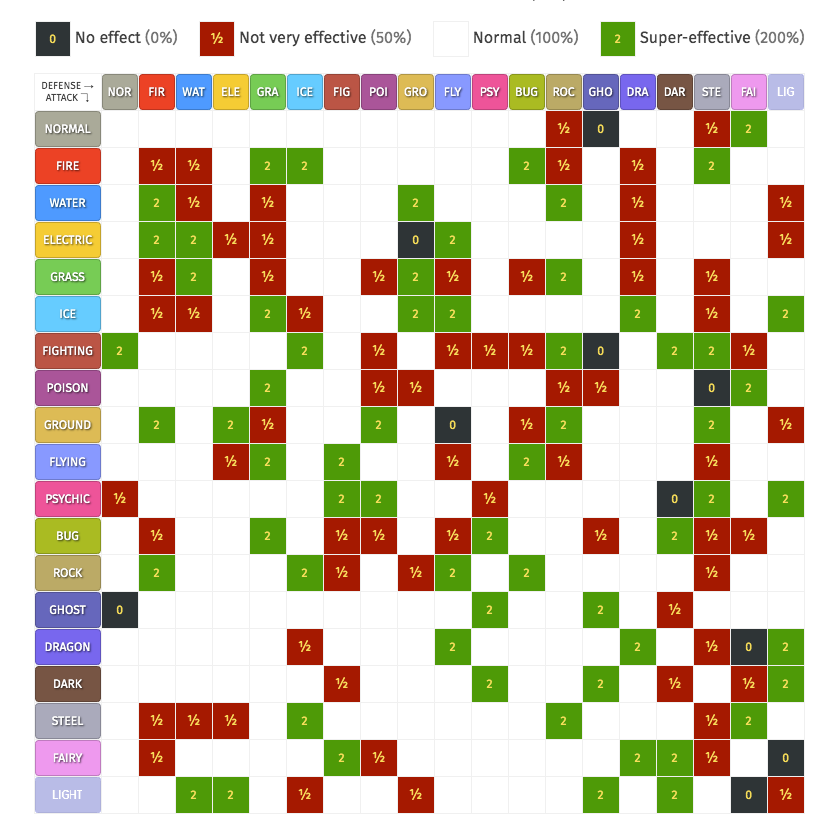 0 No effect (0%) ½ Not very effective (50%) Normal (100%) 2 Super-effective (200%)
DEFENSE → NOR FIR WAT ELE GRA ICE FIG POI GRO FLY PSY BUG ROC GHO DRA DAR STE FAI LIG
ATTACK ↴
NORMAL ½ 0 ½ 2
FIRE ½ ½ 2 2 2 ½ ½ 2
WATER 2 ½ ½ 2 2 ½ ½
ELECTRIC 2 2 ½ ½ 0 2 ½ ½
GRASS ½ 2 ½ ½ 2 ½ ½ 2 ½ ½
ICE ½ ½ 2 ½ 2 2 2 ½ 2
FIGHTING 2 2 ½ ½ ½ ½ 2 0 2 2 ½
POISON 2 ½ ½ ½ ½ 0 2
GROUND 2 2 ½ 2 0 ½ 2 2 ½
FLYING ½ 2 2 ½ 2 ½ ½
PSYCHIC ½ 2 2 ½ 0 2 2
BUG ½ 2 ½ ½ ½ 2 ½ 2 ½ ½
ROCK 2 2 ½ ½ 2 2 ½
GHOST 0 2 2 ½
DRAGON ½ 2 2 ½ 0 2
DARK ½ 2 2 ½ ½ 2
STEEL ½ ½ ½ 2 2 ½ 2
FAIRY ½ 2 ½ 2 2 ½ 0
LIGHT 2 2 ½ ½ 2 2 0 ½